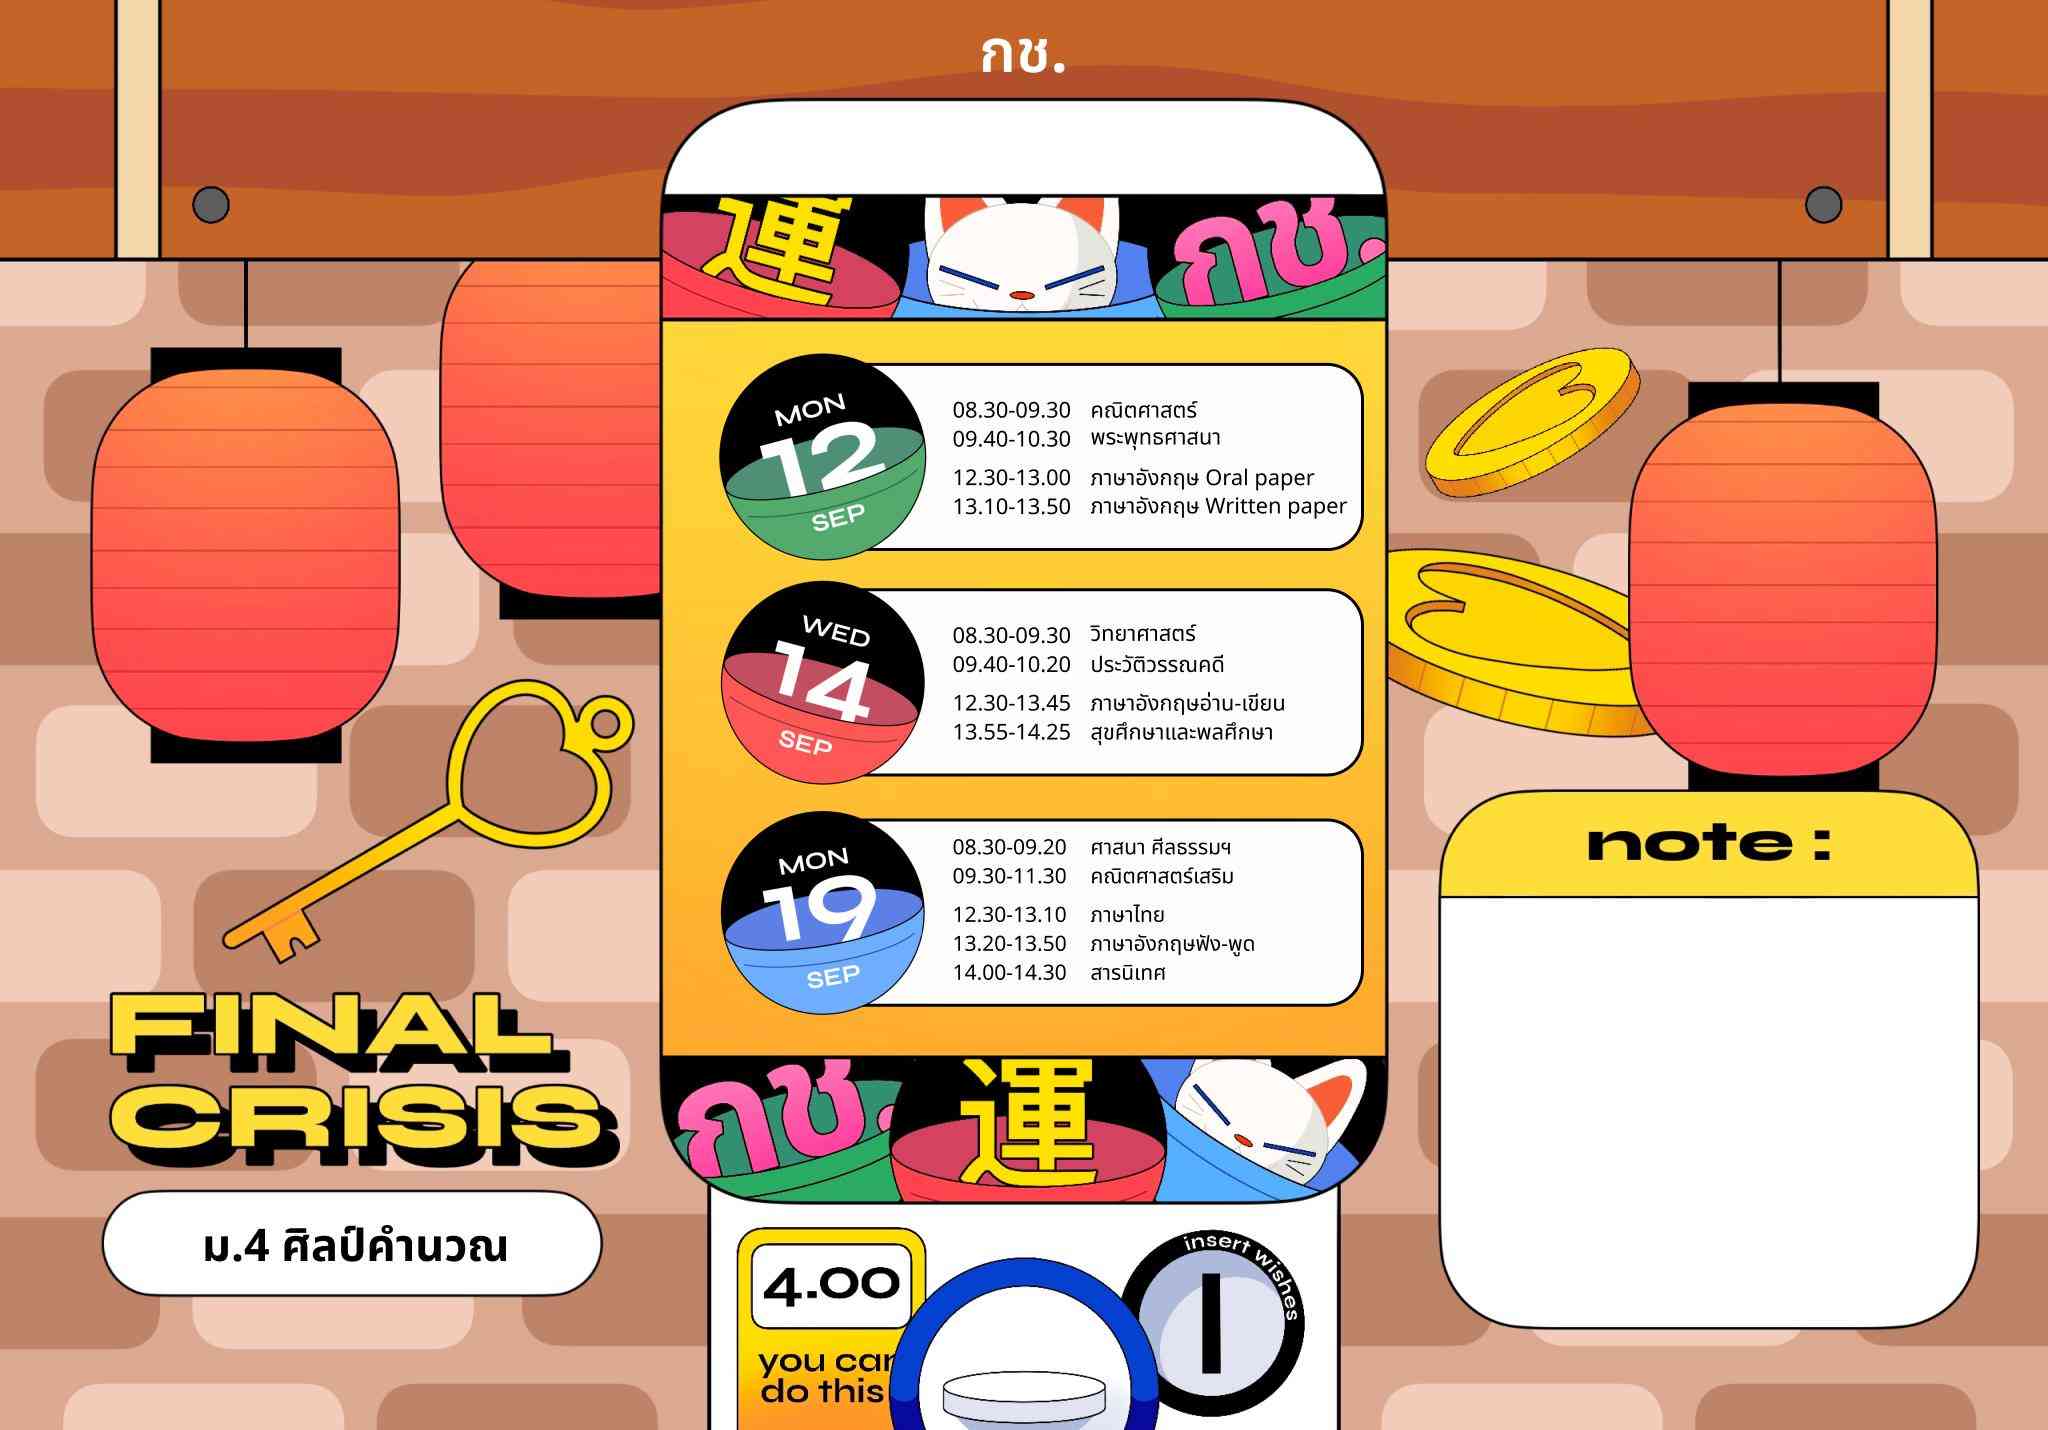 กช.
運
กช.
MON
12
SEP
08.30-09.30 คณิตศาสตร์
09.40-10.30 พระพุทธศาสนา
12.30-13.00 ภาษาอังกฤษ Oral paper
13.10-13.50 ภาษาอังกฤษ Written paper
WED
14
SEP
08.30-09.30 วิทยาศาสตร์
09.40-10.20 ประวัติวรรณคดี
12.30-13.45 ภาษาอังกฤษอ่าน-เขียน
13.55-14.25 สุขศึกษาและพลศึกษา
MON
19
SEP
08.30-09.20 ศาสนา ศีลธรรมฯ
09.30-11.30 คณิตศาสตร์เสริม
12.30-13.10 ภาษาไทย
13.20-13.50 ภาษาอังกฤษฟัง-พูด
14.00-14.30 สารนิเทศ
note :
FINAL
CRISIS
ม.4 ศิลป์คำนวณ
กช.
運
4.00
you can
do this
insert wishes